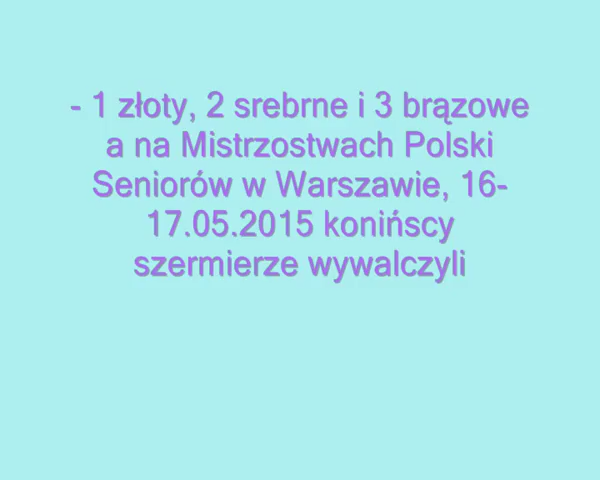 - 1 złoty, 2 srebrne i 3 brązowe
a na Mistrzostwach Polski
Seniorów w Warszawie, 16-
17.05.2015 konińscy
szermierze wywalczyli